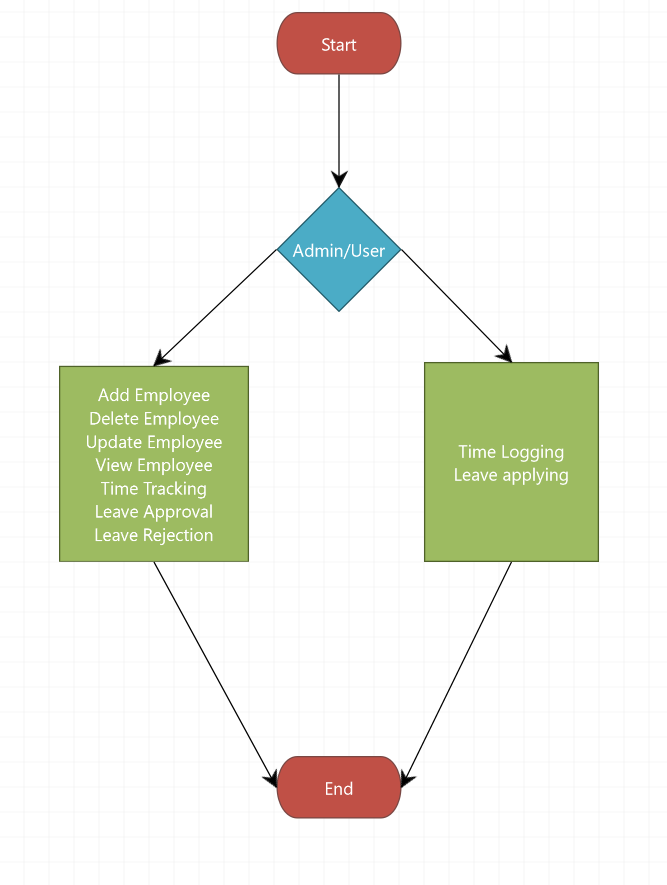 Start
Admin/User
Add Employee
Delete Employee
Update Employee
View Employee
Time Tracking
Leave Approval
Leave Rejection
Time Logging
Leave applying
End